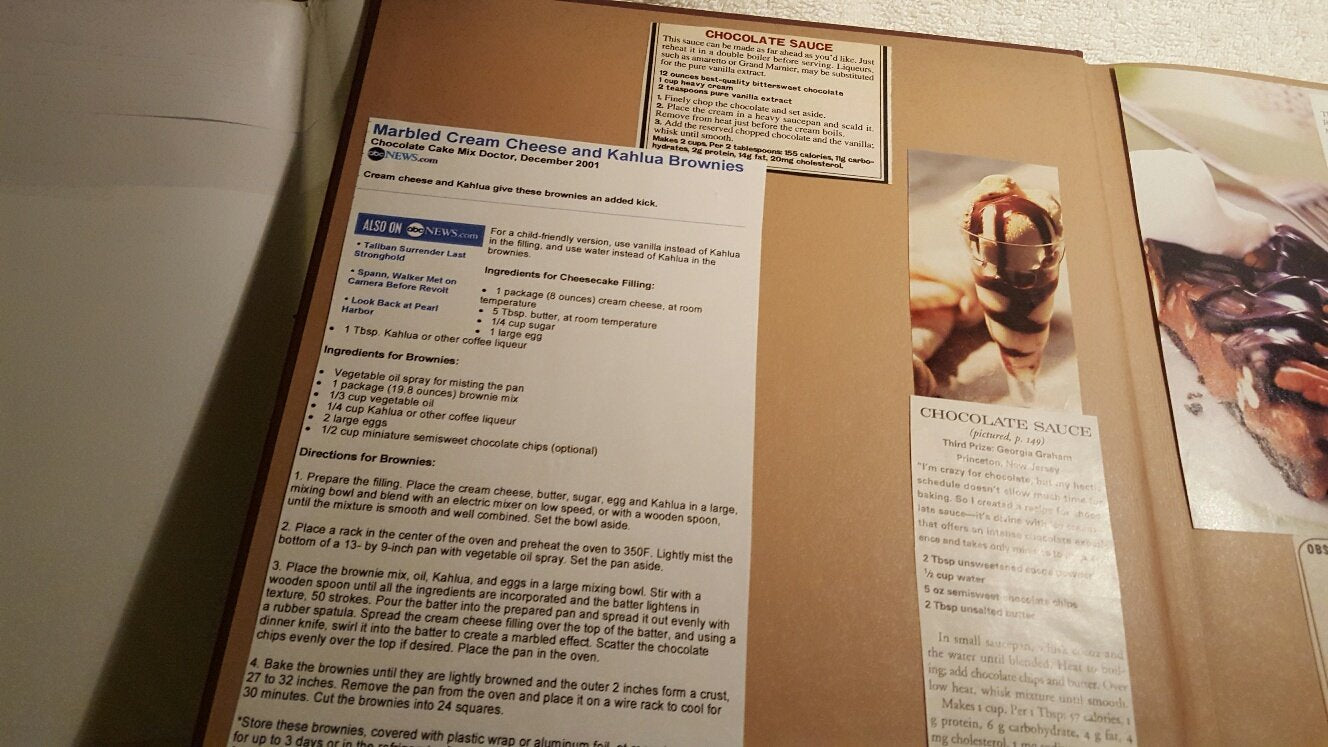 CHOCOLATE SAUCE
This sauce can be made as far ahead as you'd like. Just
reheat it in a double boiler before serving. Liqueurs,
such as amaretto or Grand Marnier, may be substituted
for the pure vanilla extract.
12 ounces best-quality bittersweet chocolate
1 cup heavy cream
2 teaspoons pure vanilla extract
1. Finely chop the chocolate and set aside.
2. Place the cream in a heavy saucepan and scald it.
Remove from heat just before the cream boils.
3. Add the reserved chopped chocolate and the vanilla;
whisk until smooth.
Makes 2 cups. Per 2 tablespoons: 155 calories, 11g carbo-
hydrates, 2g protein, 14g fat, 20mg cholesterol.
Marbled Cream Cheese and Kahlua Brownies
Chocolate Cake Mix Doctor, December 2001
abcNEWS.com
Cream cheese and Kahlua give these brownies an added kick.
ALSO ON abcNEWS.com
• Taliban Surrender Last
Stronghold
• Spann, Walker Met on
Camera Before Revolt
• Look Back at Pearl
Harbor
For a child-friendly version, use vanilla instead of Kahlua
in the filling, and use water instead of Kahlua in the
brownies.
Ingredients for Cheesecake Filling:
• 1 package (8 ounces) cream cheese, at room
temperature
• 5 Tbsp. butter, at room temperature
• 1/4 cup sugar
• 1 large egg
• 1 Tbsp. Kahlua or other coffee liqueur
Ingredients for Brownies:
• Vegetable oil spray for misting the pan
• 1 package (19.8 ounces) brownie mix
• 1/3 cup vegetable oil
• 1/4 cup Kahlua or other coffee liqueur
• 2 large eggs
• 1/2 cup miniature semisweet chocolate chips (optional)
Directions for Brownies:
1. Prepare the filling. Place the cream cheese, butter, sugar, egg and Kahlua in a large,
mixing bowl and blend with an electric mixer on low speed, or with a wooden spoon,
until the mixture is smooth and well combined. Set the bowl aside.
2. Place a rack in the center of the oven and preheat the oven to 350F. Lightly mist the
bottom of a 13- by 9-inch pan with vegetable oil spray. Set the pan aside.
3. Place the brownie mix, oil, Kahlua, and eggs in a large mixing bowl. Stir with a
wooden spoon until all the ingredients are incorporated and the batter lightens in
texture, 50 strokes. Pour the batter into the prepared pan and spread it out evenly with
a rubber spatula. Spread the cream cheese filling over the top of the batter, and using a
dinner knife, swirl it into the batter to create a marbled effect. Scatter the chocolate
chips evenly over the top if desired. Place the pan in the oven.
4. Bake the brownies until they are lightly browned and the outer 2 inches form a crust,
27 to 32 inches. Remove the pan from the oven and place it on a wire rack to cool for
30 minutes. Cut the brownies into 24 squares.
*Store these brownies, covered with plastic wrap or aluminum foil, at
for up to 3 days or in the
CHOCOLATE SAUCE
(pictured, p. 149)
Third Prize: Georgia Graham
Princeton, New Jersey
"I'm crazy for chocolate, but my hectic
schedule doesn't allow much time for
baking. So I created a recipe for choco-
late sauce—it's divine with
that offers an intense chocolate
ence and takes only
2 Tbsp unsweetened cocoa powder
½ cup water
5 oz semisweet chocolate chips
2 Tbsp unsalted butter
In small saucepan, whisk cocoa and
the water until blended. Heat to boil-
ing; add chocolate chips and butter. Over
low heat, whisk mixture until smooth.
Makes 1 cup. Per 1 Tbsp: 57 calories, 1
g protein, 6 g carbohydrate, 4 g fat, 4
mg cholesterol, 1
OBS